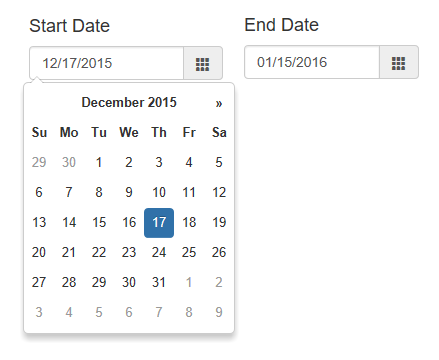 Start Date
End Date
12/17/2015
01/15/2016
December 2015 »
Su Mo Tu We Th Fr Sa
29 30 1 2 3 4 5
6 7 8 9 10 11 12
13 14 15 16 17 18 19
20 21 22 23 24 25 26
27 28 29 30 31 1 2
3 4 5 6 7 8 9